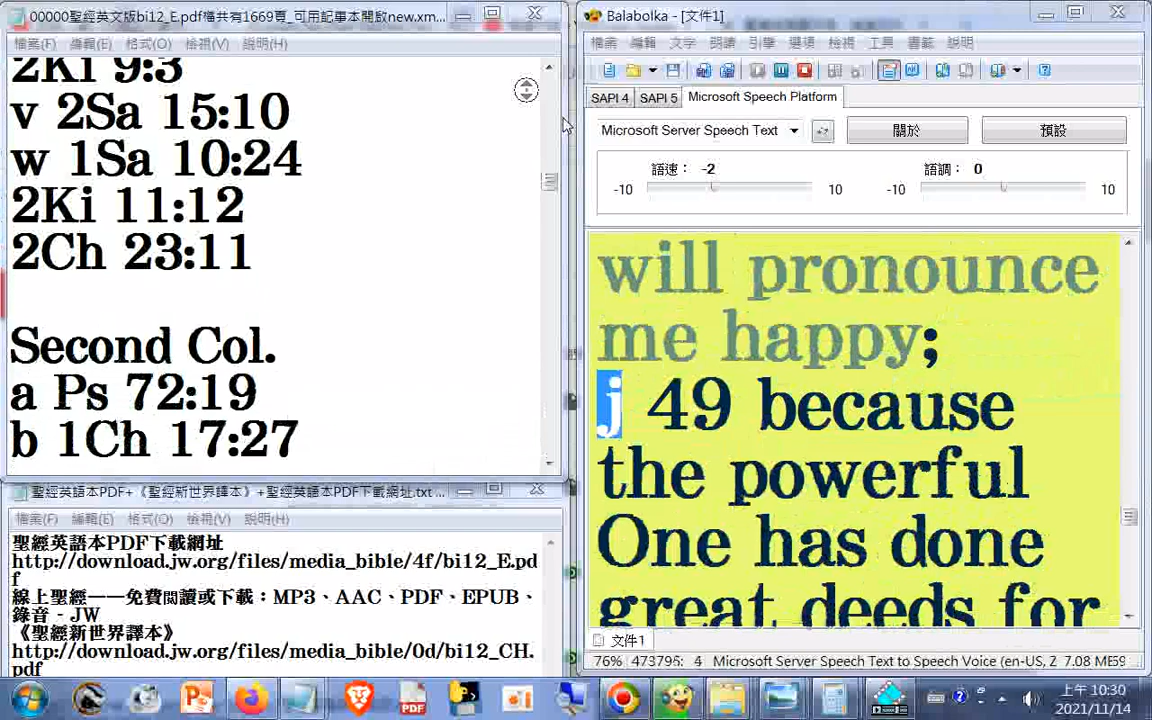 00000聖經英文版bi12_E.pdf檔共有1669頁_可用記事本開啟new.xm...
檔案(F) 編輯(E) 格式(O) 檢視(V) 說明(H)
2Ki 9:3
v 2Sa 15:10
w 1Sa 10:24
2Ki 11:12
2Ch 23:11
Second Col.
a Ps 72:19
b 1Ch 17:27
聖經英語本PDF+《聖經新世界譯本》+聖經英語本PDF下載網址.txt ...
檔案(F) 編輯(E) 格式(O) 檢視(V) 說明(H)
聖經英語本PDF下載網址
http://download.jw.org/files/media_bible/4f/bi12_E.pd
f
線上聖經——免費閱讀或下載：MP3、AAC、PDF、EPUB、
錄音 - JW
《聖經新世界譯本》
http://download.jw.org/files/media_bible/0d/bi12_CH.
pdf
Balabolka - [文件1]
檔案 編輯 文字 朗讀 引擎 選項 檢視 工具 書籤 說明
SAPI 4 SAPI 5 Microsoft Speech Platform
Microsoft Server Speech Text
關於
預設
語速： -2
語調： 0
-10 10 -10 10
will pronounce
me happy;
j 49 because
the powerful
One has done
great deeds for
文件1
76% 473795: 4 Microsoft Server Speech Text to Speech Voice (en-US, Z 7.08 ME59
上午 10:30
2021/11/14